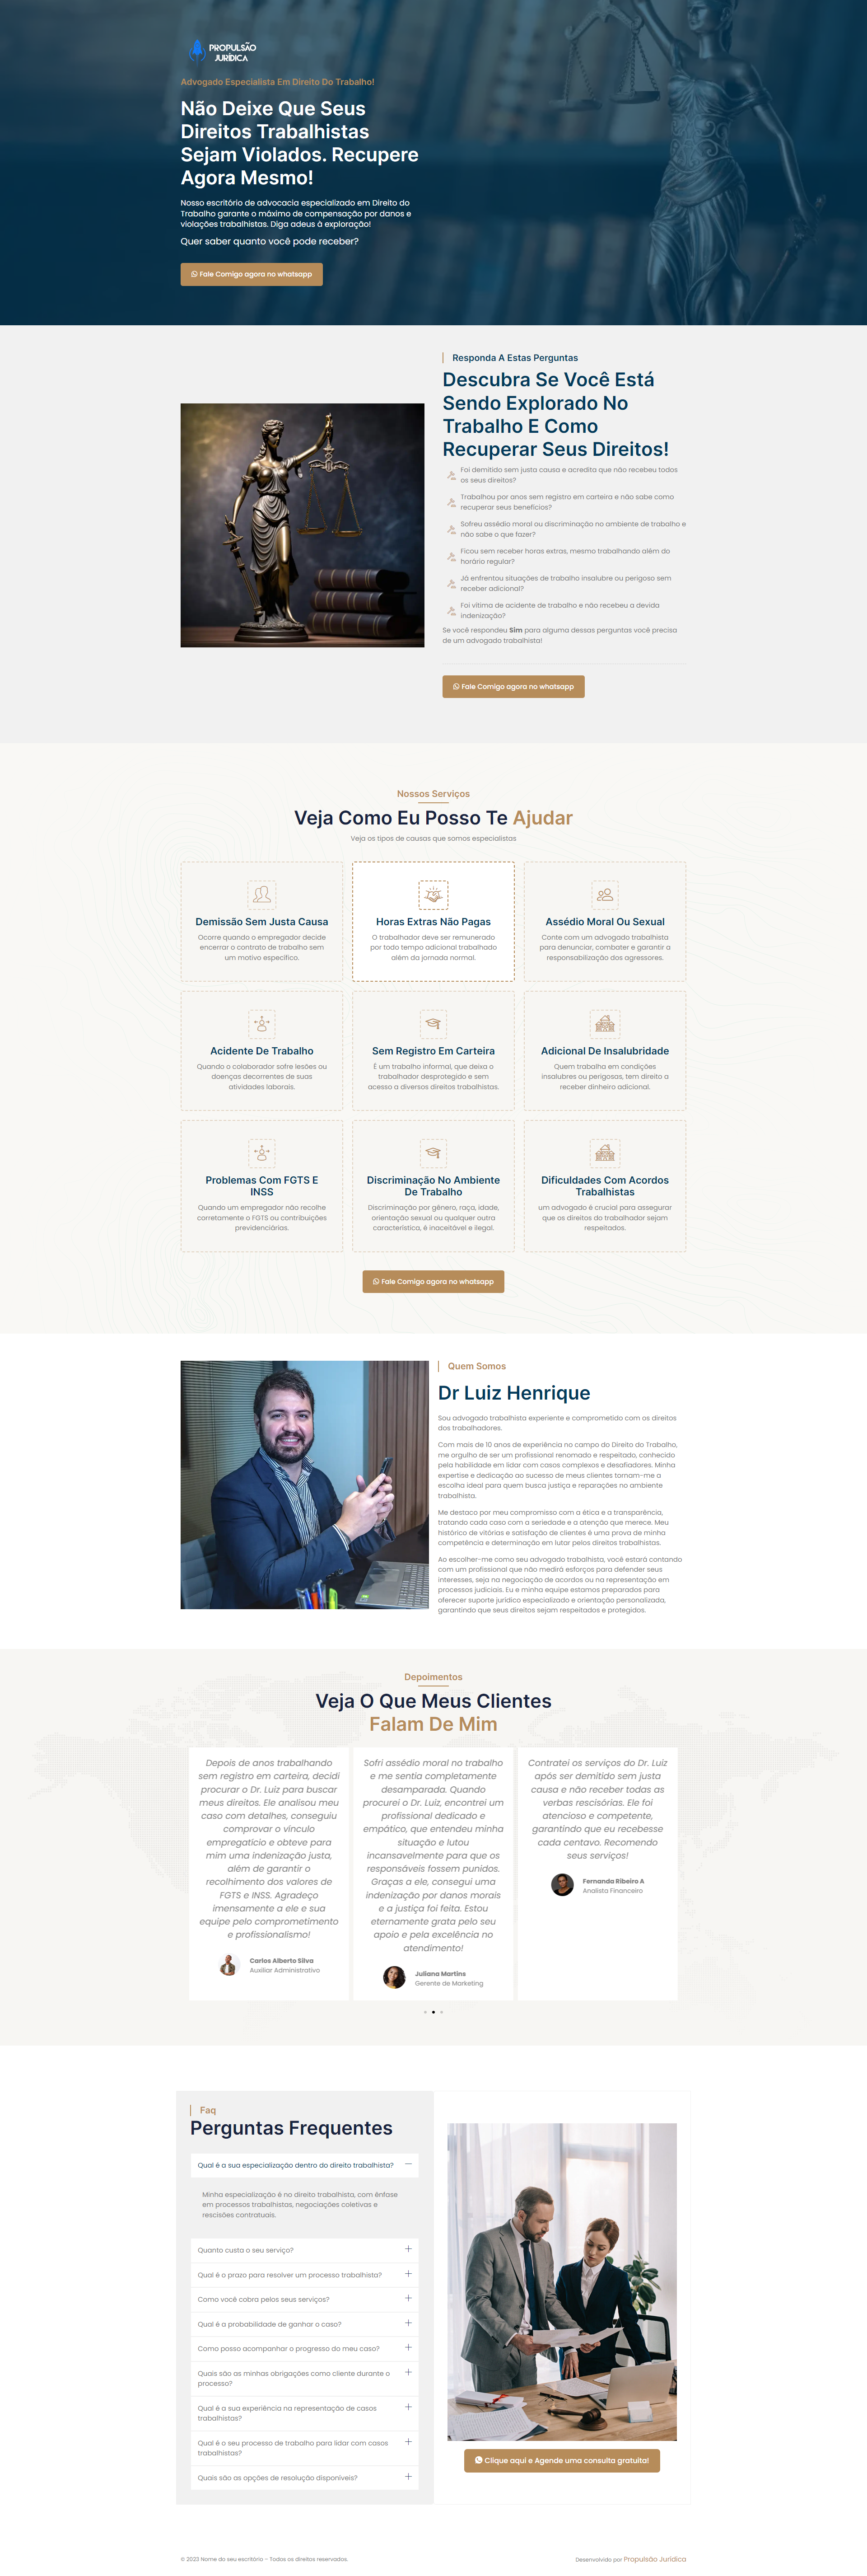 PROPULSÃO
JURÍDICA
Advogado Especialista Em Direito Do Trabalho!
Não Deixe Que Seus
Direitos Trabalhistas
Sejam Violados. Recupere
Agora Mesmo!
Nosso escritório de advocacia especializado em Direito do
Trabalho garante o máximo de compensação por danos e
violações trabalhistas. Diga adeus à exploração!
Quer saber quanto você pode receber?
Fale Comigo agora no whatsapp
Responda A Estas Perguntas
Descubra Se Você Está
Sendo Explorado No
Trabalho E Como
Recuperar Seus Direitos!
Foi demitido sem justa causa e acredita que não recebeu todos
os seus direitos?
Trabalhou por anos sem registro em carteira e não sabe como
recuperar seus benefícios?
Sofreu assédio moral ou discriminação no ambiente de trabalho e
não sabe o que fazer?
Ficou sem receber horas extras, mesmo trabalhando além do
horário regular?
Já enfrentou situações de trabalho insalubre ou perigoso sem
receber adicional?
Foi vítima de acidente de trabalho e não recebeu a devida
indenização?
Se você respondeu Sim para alguma dessas perguntas você precisa
de um advogado trabalhista!
Fale Comigo agora no whatsapp
Nossos Serviços
Veja Como Eu Posso Te Ajudar
Veja os tipos de causas que somos especialistas
Demissão Sem Justa Causa
Ocorre quando o empregador decide
encerrar o contrato de trabalho sem
um motivo específico.
Horas Extras Não Pagas
O trabalhador deve ser remunerado
por todo tempo adicional trabalhado
além da jornada normal.
Assédio Moral Ou Sexual
Conte com um advogado trabalhista
para denunciar, combater e garantir a
responsabilização dos agressores.
Acidente De Trabalho
Quando o colaborador sofre lesões ou
doenças decorrentes de suas
atividades laborais.
Sem Registro Em Carteira
É um trabalho informal, que deixa o
trabalhador desprotegido e sem
acesso a diversos direitos trabalhistas.
Adicional De Insalubridade
Quem trabalha em condições
insalubres ou perigosas, tem direito a
receber dinheiro adicional.
Problemas Com FGTS E
INSS
Quando um empregador não recolhe
corretamente o FGTS ou contribuições
previdenciárias.
Discriminação No Ambiente
De Trabalho
Discriminação por gênero, raça, idade,
orientação sexual ou qualquer outra
característica, é inaceitável e ilegal.
Dificuldades Com Acordos
Trabalhistas
um advogado é crucial para assegurar
que os direitos do trabalhador sejam
respeitados.
Fale Comigo agora no whatsapp
Quem Somos
Dr Luiz Henrique
Sou advogado trabalhista experiente e comprometido com os direitos
dos trabalhadores.
Com mais de 10 anos de experiência no campo do Direito do Trabalho,
me orgulho de ser um profissional renomado e respeitado, conhecido
pela habilidade em lidar com casos complexos e desafiadores. Minha
expertise e dedicação ao sucesso de meus clientes tornam-me a
escolha ideal para quem busca justiça e reparações no ambiente
trabalhista.
Me destaco por meu compromisso com a ética e a transparência,
tratando cada caso com a seriedade e a atenção que merece. Meu
histórico de vitórias e satisfação de clientes é uma prova de minha
competência e determinação em lutar pelos direitos trabalhistas.
Ao escolher-me como seu advogado trabalhista, você estará contando
com um profissional que não medirá esforços para defender seus
interesses, seja na negociação de acordos ou na representação em
processos judiciais. Eu e minha equipe estamos preparados para
oferecer suporte jurídico especializado e orientação personalizada,
garantindo que seus direitos sejam respeitados e protegidos.
Depoimentos
Veja O Que Meus Clientes
Falam De Mim
Depois de anos trabalhando
sem registro em carteira, decidi
procurar o Dr. Luiz para buscar
meus direitos. Ele analisou meu
caso com detalhes, conseguiu
comprovar o vínculo
empregatício e obteve para
mim uma indenização justa,
além de garantir o
recolhimento dos valores de
FGTS e INSS. Agradeço
imensamente a ele e sua
equipe pelo comprometimento
e profissionalismo!
Carlos Alberto Silva
Auxiliar Administrativo
Sofri assédio moral no trabalho
e me sentia completamente
desamparada. Quando
procurei o Dr. Luiz, encontrei um
profissional dedicado e
empático, que entendeu minha
situação e lutou
incansavelmente para que os
responsáveis fossem punidos.
Graças a ele, consegui uma
indenização por danos morais
e a justiça foi feita. Estou
eternamente grata pelo seu
apoio e pela excelência no
atendimento!
Juliana Martins
Gerente de Marketing
Contratei os serviços do Dr. Luiz
após ser demitido sem justa
causa e não receber todas as
verbas rescisórias. Ele foi
atencioso e competente,
garantindo que eu recebesse
cada centavo. Recomendo
seus serviços!
Fernanda Ribeiro A
Analista Financeiro
Faq
Perguntas Frequentes
Qual é a sua especialização dentro do direito trabalhista?
Minha especialização é no direito trabalhista, com ênfase
em processos trabalhistas, negociações coletivas e
rescisões contratuais.
Quanto custa o seu serviço?
Qual é o prazo para resolver um processo trabalhista?
Como você cobra pelos seus serviços?
Qual é a probabilidade de ganhar o caso?
Como posso acompanhar o progresso do meu caso?
Quais são as minhas obrigações como cliente durante o
processo?
Qual é a sua experiência na representação de casos
trabalhistas?
Qual é o seu processo de trabalho para lidar com casos
trabalhistas?
Quais são as opções de resolução disponíveis?
Clique aqui e Agende uma consulta gratuita!
© 2023 Nome do seu escritório – Todos os direitos reservados.
Desenvolvido por Propulsão Jurídica